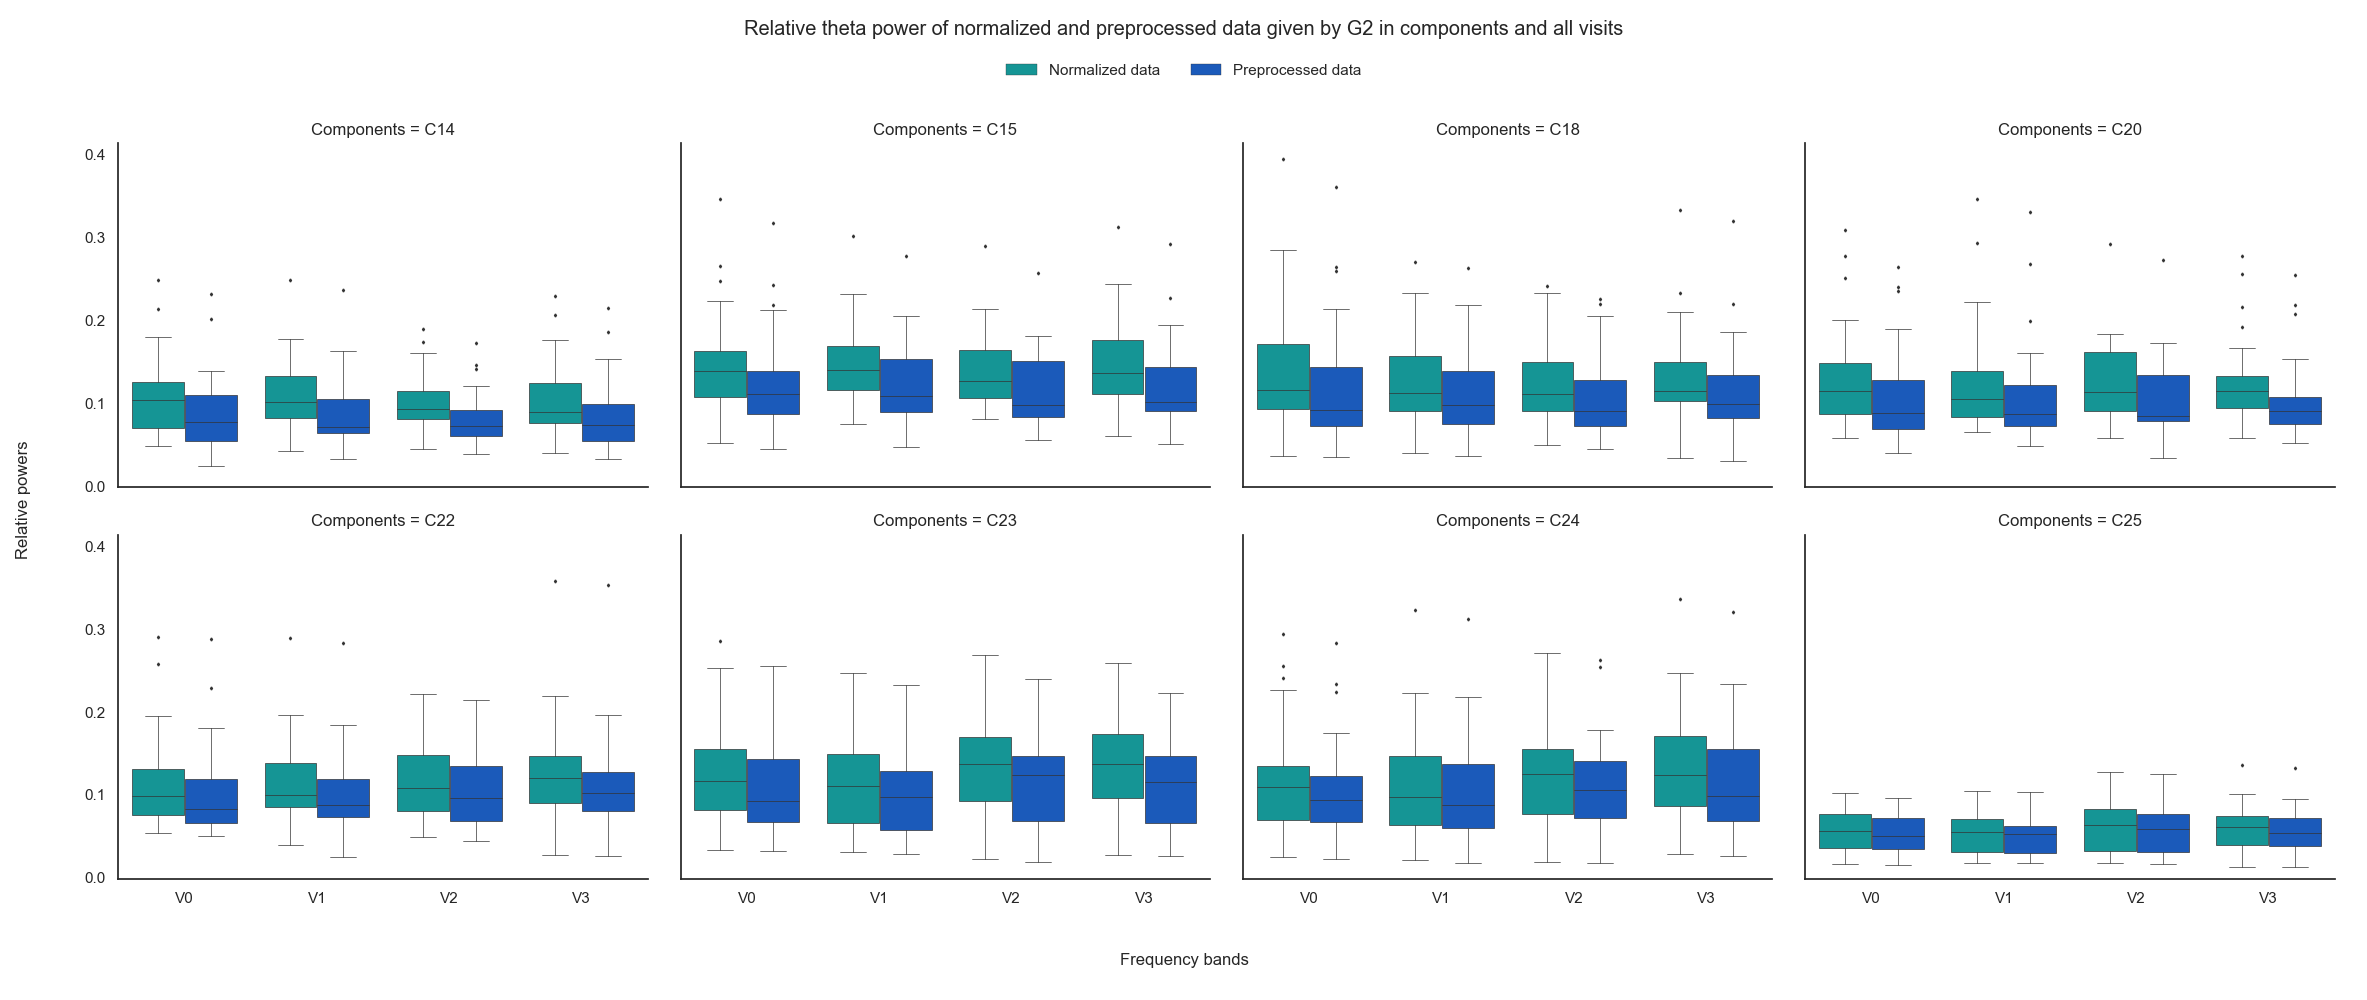 Relative theta power of normalized and preprocessed data given by G2 in components and all visits
Normalized data Preprocessed data
Components = C14 Components = C15 Components = C18 Components = C20
0.4
0.3
0.2
0.1
0.0
Relative powers
Components = C22 Components = C23 Components = C24 Components = C25
0.4
0.3
0.2
0.1
0.0
V0 V1 V2 V3 V0 V1 V2 V3 V0 V1 V2 V3 V0 V1 V2 V3
Frequency bands